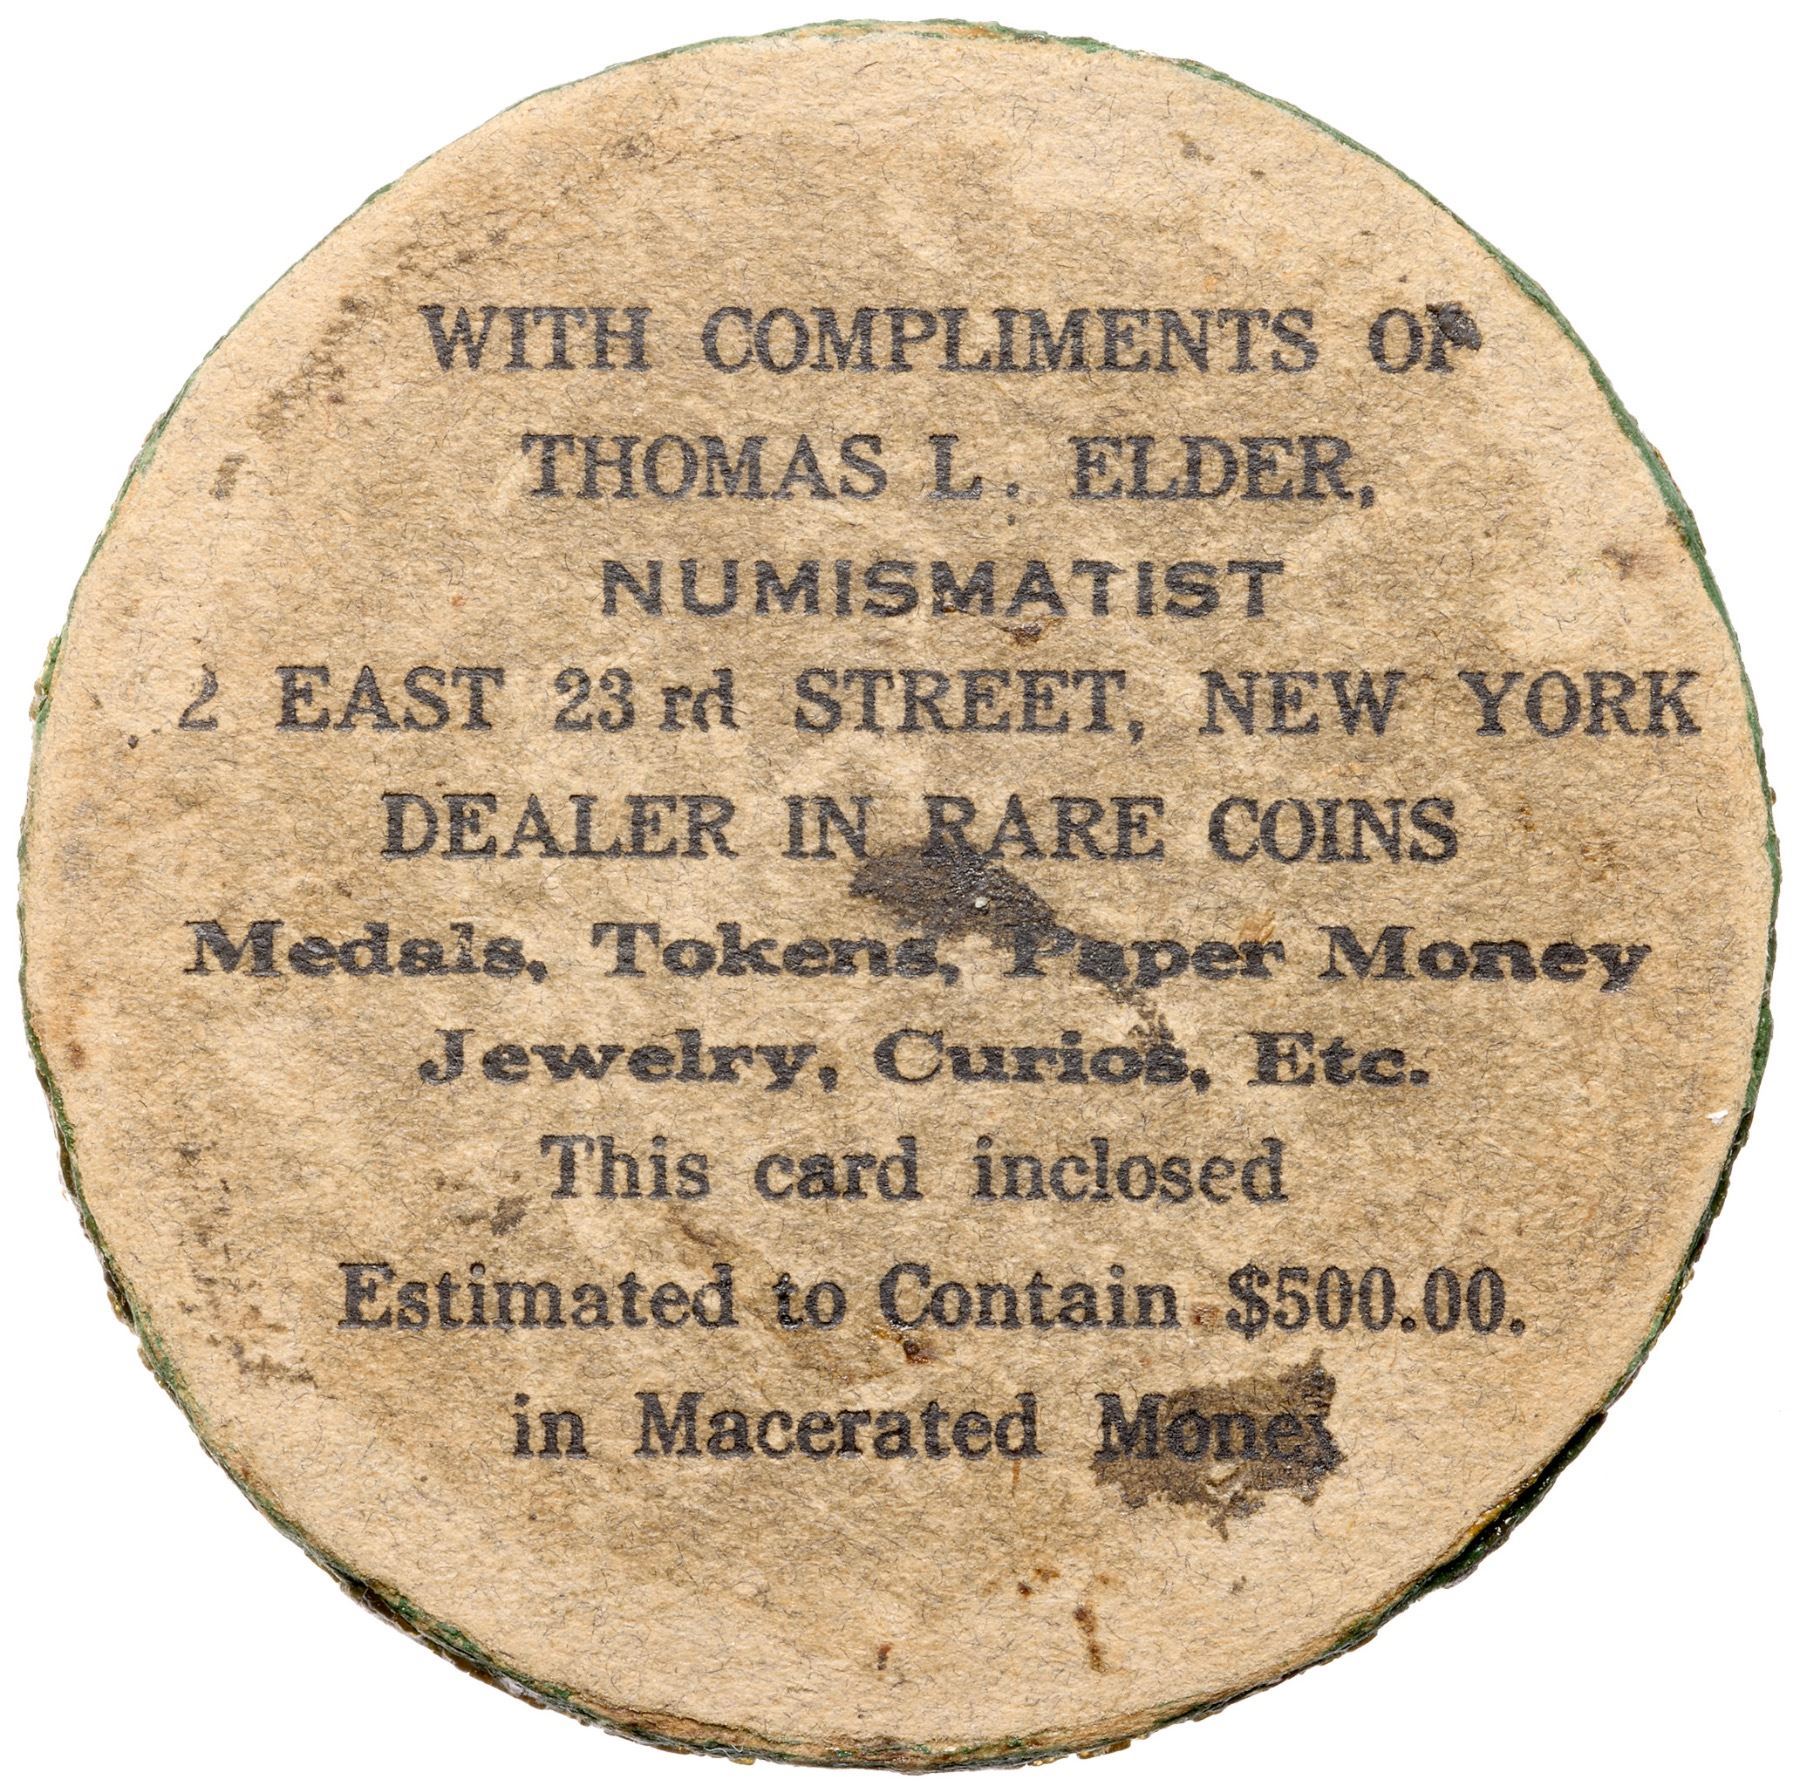 WITH COMPLIMENTS OF
THOMAS L. ELDER,
NUMISMATIST
2 EAST 23rd STREET, NEW YORK
DEALER IN RARE COINS
Medals, Tokens, Paper Money
Jewelry, Curios, Etc.
This card inclosed
Estimated to Contain $500.00.
in Macerated Money